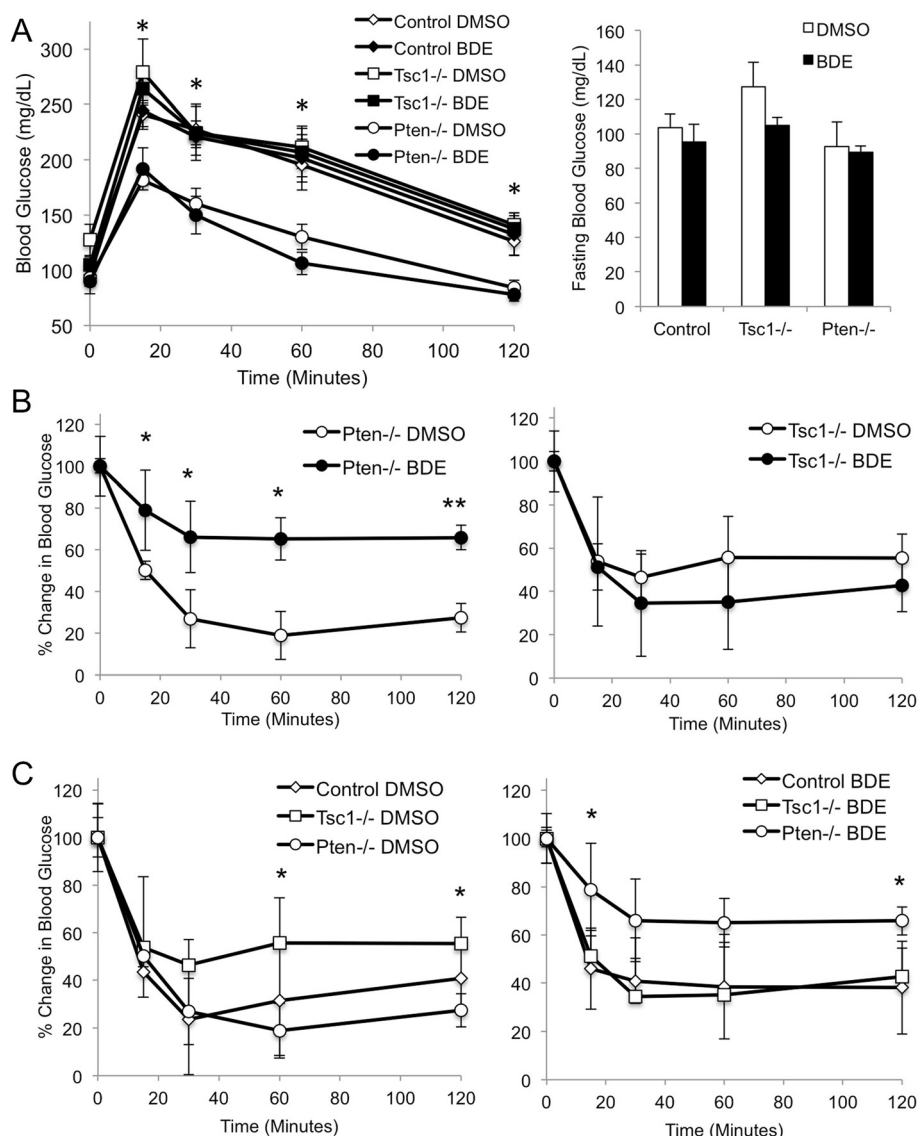 A
*
*
*
*
Control DMSO
Control BDE
Tsc1-/- DMSO
Tsc1-/- BDE
Pten-/- DMSO
Pten-/- BDE
Blood Glucose (mg/dL)
300
250
200
150
100
50
0 20 40 60 80 100 120
Time (Minutes)
DMSO
BDE
Fasting Blood Glucose (mg/dL)
160
140
120
100
80
60
40
20
0
Control Tsc1-/- Pten-/-
B
Pten-/- DMSO
Pten-/- BDE
*
*
*
**
% Change in Blood Glucose
120
100
80
60
40
20
0
0 20 40 60 80 100 120
Time (Minutes)
Tsc1-/- DMSO
Tsc1-/- BDE
120
100
80
60
40
20
0
0 20 40 60 80 100 120
Time (Minutes)
C
Control DMSO
Tsc1-/- DMSO
Pten-/- DMSO
*
*
% Change in Blood Glucose
120
100
80
60
40
20
0
0 20 40 60 80 100 120
Time (Minutes)
Control BDE
Tsc1-/- BDE
Pten-/- BDE
*
*
120
100
80
60
40
20
0
0 20 40 60 80 100 120
Time (Minutes)